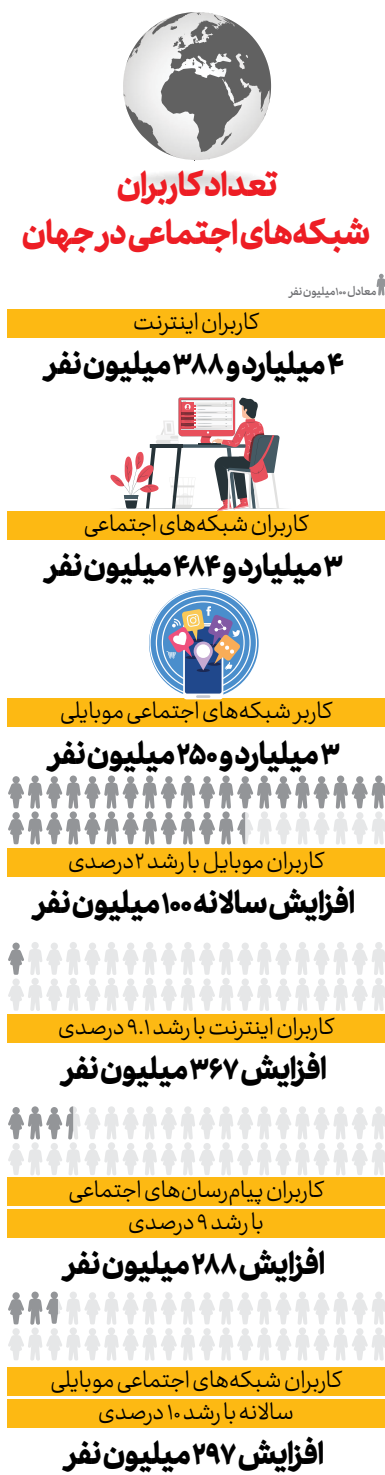 تعداد کاربران
شبکه‌های اجتماعی در جهان
معادل ۱۰۰ میلیون نفر
کاربران اینترنت
۴ میلیارد و ۳۸۸ میلیون نفر
کاربران شبکه‌های اجتماعی
۳ میلیارد و ۴۸۴ میلیون نفر
کاربر شبکه‌های اجتماعی موبایلی
۳ میلیارد و ۲۵۰ میلیون نفر
کاربران موبایل با رشد ۲ درصدی
افزایش سالانه ۱۰۰ میلیون نفر
کاربران اینترنت با رشد ۹.۱ درصدی
افزایش ۳۶۷ میلیون نفر
کاربران پیام‌رسان‌های اجتماعی
با رشد ۹ درصدی
افزایش ۲۸۸ میلیون نفر
کاربران شبکه‌های اجتماعی موبایلی
سالانه با رشد ۱۰ درصدی
افزایش ۲۹۷ میلیون نفر